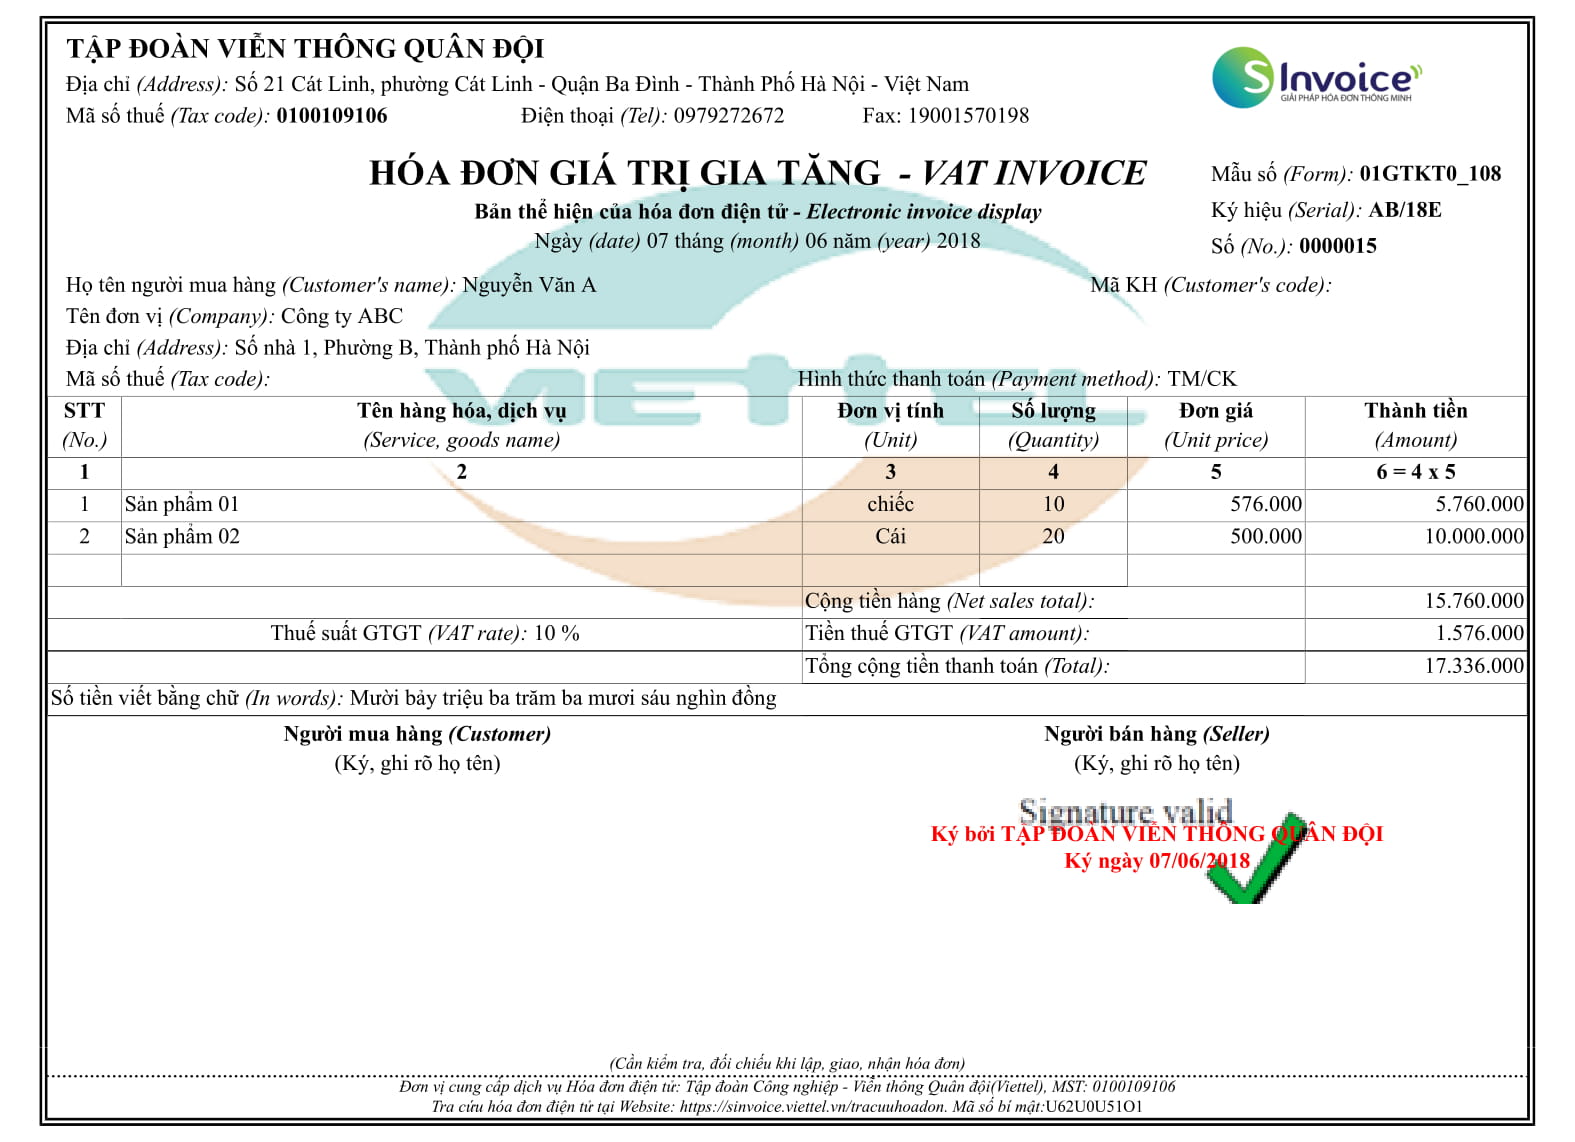 TẬP ĐOÀN VIỄN THÔNG QUÂN ĐỘI
Địa chỉ (Address): Số 21 Cát Linh, phường Cát Linh - Quận Ba Đình - Thành Phố Hà Nội - Việt Nam
Mã số thuế (Tax code): 0100109106 Điện thoại (Tel): 0979272672 Fax: 19001570198
S Invoice
GIẢI PHÁP HÓA ĐƠN THÔNG MINH
HÓA ĐƠN GIÁ TRỊ GIA TĂNG - VAT INVOICE
Bản thể hiện của hóa đơn điện tử - Electronic invoice display
Ngày (date) 07 tháng (month) 06 năm (year) 2018
Mẫu số (Form): 01GTKT0_108
Ký hiệu (Serial): AB/18E
Số (No.): 0000015
Họ tên người mua hàng (Customer's name): Nguyễn Văn A Mã KH (Customer's code):
Tên đơn vị (Company): Công ty ABC
Địa chỉ (Address): Số nhà 1, Phường B, Thành phố Hà Nội
Mã số thuế (Tax code): Hình thức thanh toán (Payment method): TM/CK
VIETTEL
STT Tên hàng hóa, dịch vụ Đơn vị tính Số lượng Đơn giá Thành tiền
(No.) (Service, goods name) (Unit) (Quantity) (Unit price) (Amount)
1 2 3 4 5 6 = 4 x 5
1 Sản phẩm 01 chiếc 10 576.000 5.760.000
2 Sản phẩm 02 Cái 20 500.000 10.000.000
Cộng tiền hàng (Net sales total): 15.760.000
Thuế suất GTGT (VAT rate): 10 % Tiền thuế GTGT (VAT amount): 1.576.000
Tổng cộng tiền thanh toán (Total): 17.336.000
Số tiền viết bằng chữ (In words): Mười bảy triệu ba trăm ba mươi sáu nghìn đồng
Người mua hàng (Customer) Người bán hàng (Seller)
(Ký, ghi rõ họ tên) (Ký, ghi rõ họ tên)
Signature valid
Ký bởi TẬP ĐOÀN VIỄN THÔNG QUÂN ĐỘI
Ký ngày 07/06/2018
(Cần kiểm tra, đối chiếu khi lập, giao, nhận hóa đơn)
Đơn vị cung cấp dịch vụ Hóa đơn điện tử: Tập đoàn Công nghiệp - Viễn thông Quân đội(Viettel), MST: 0100109106
Tra cứu hóa đơn điện tử tại Website: https://sinvoice.viettel.vn/tracuuhoadon. Mã số bí mật:U62U0U51O1